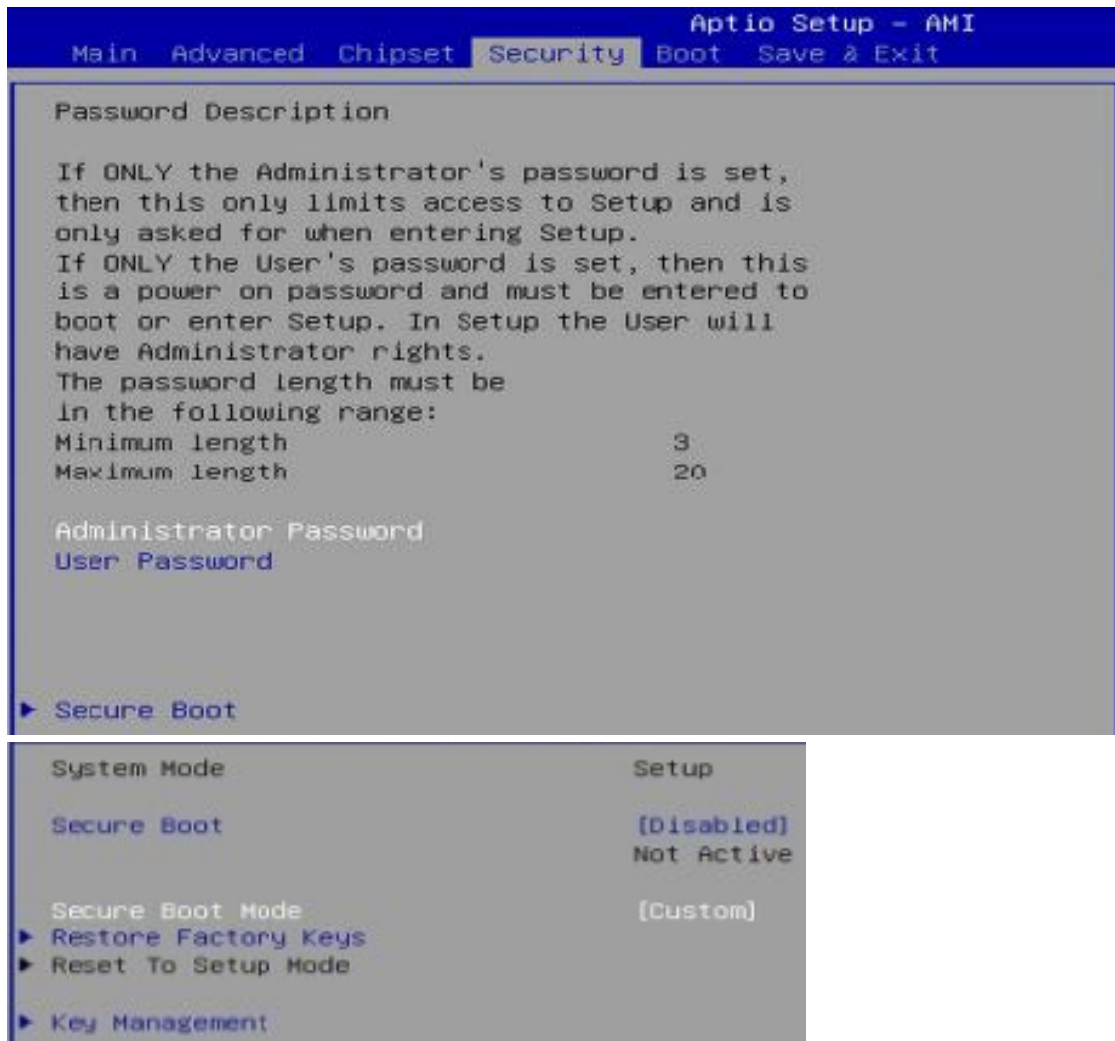 Aptio Setup - AMI
Main Advanced Chipset Security Boot Save & Exit
Password Description
If ONLY the Administrator's password is set,
then this only limits access to Setup and is
only asked for when entering Setup.
If ONLY the User's password is set, then this
is a power on password and must be entered to
boot or enter Setup. In Setup the User will
have Administrator rights.
The password length must be
in the following range:
Minimum length 3
Maximum length 20
Administrator Password
User Password
► Secure Boot
System Mode Setup
Secure Boot [Disabled]
Not Active
Secure Boot Mode [Custom]
► Restore Factory Keys
► Reset To Setup Mode
► Key Management